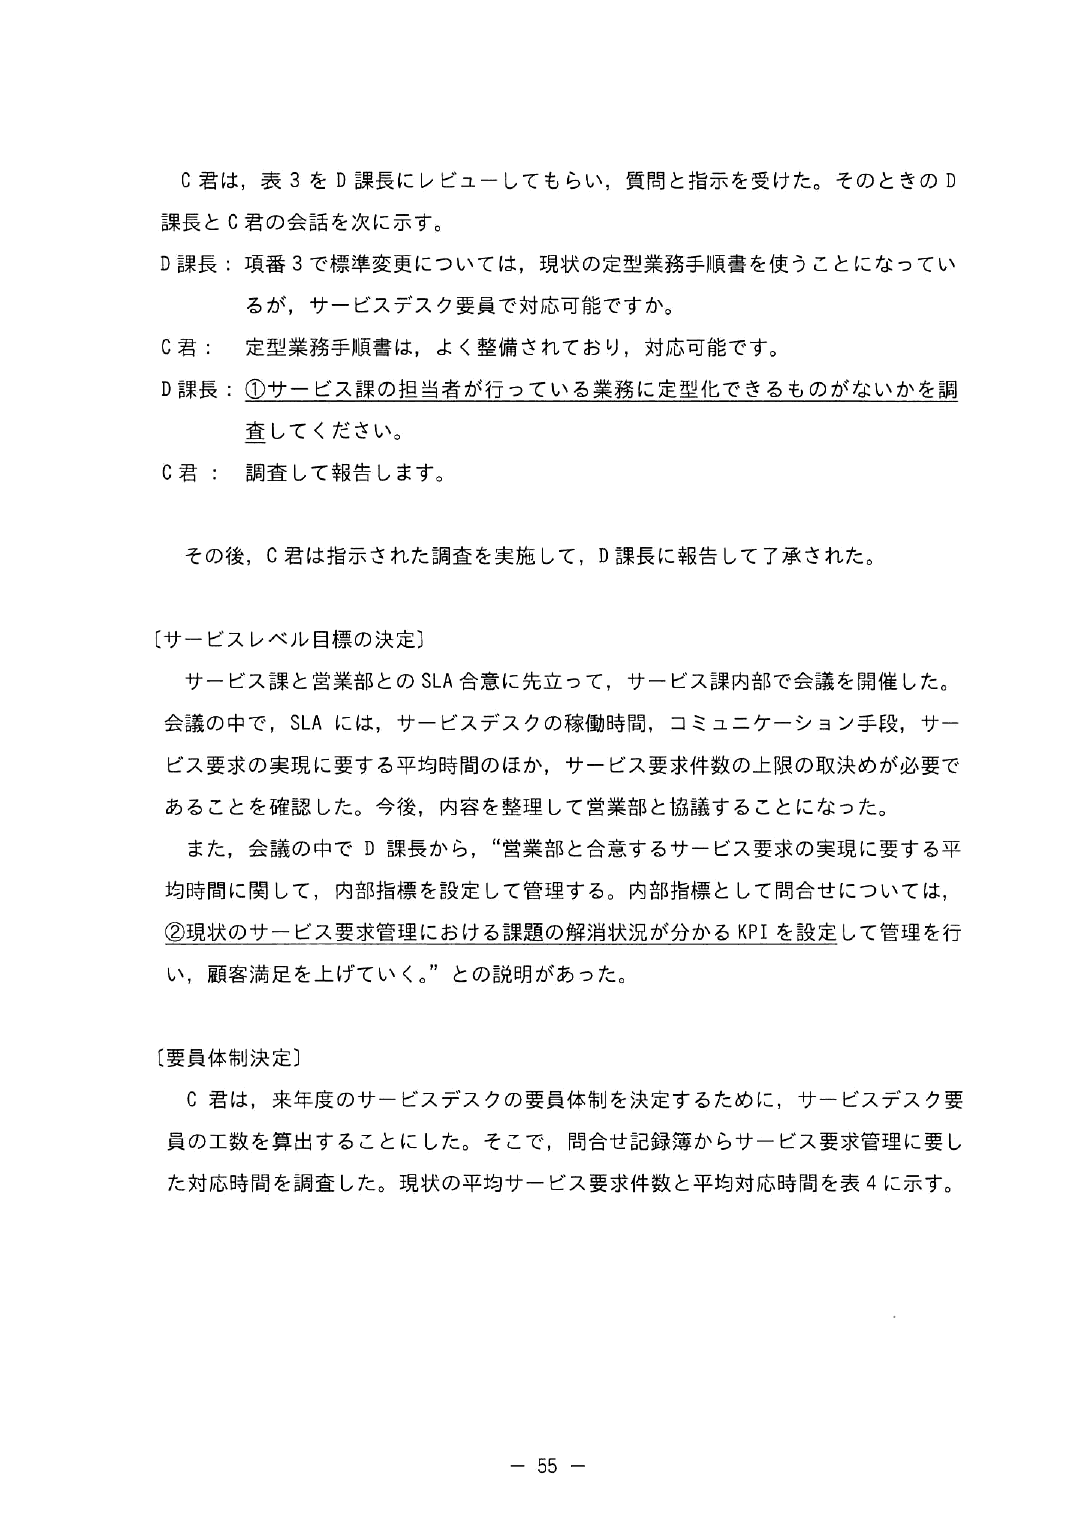 C君は，表3をD課長にレビューしてもらい，質問と指示を受けた。そのときのD
課長とC君の会話を次に示す。
D課長：項番3で標準変更については，現状の定型業務手順書を使うことになってい
るが，サービスデスク要員で対応可能ですか。
C君：　定型業務手順書は，よく整備されており，対応可能です。
D課長：①サービス課の担当者が行っている業務に定型化できるものがないかを調
査してください。
C君：　調査して報告します。
その後，C君は指示された調査を実施して，D課長に報告して了承された。
〔サービスレベル目標の決定〕
サービス課と営業部とのSLA合意に先立って，サービス課内部で会議を開催した。
会議の中で，SLAには，サービスデスクの稼働時間，コミュニケーション手段，サー
ビス要求の実現に要する平均時間のほか，サービス要求件数の上限の取決めが必要で
あることを確認した。今後，内容を整理して営業部と協議することになった。
また，会議の中でD課長から，“営業部と合意するサービス要求の実現に要する平
均時間に関して，内部指標を設定して管理する。内部指標として問合せについては，
②現状のサービス要求管理における課題の解消状況が分かるKPIを設定して管理を行
い，顧客満足を上げていく。”との説明があった。
〔要員体制決定〕
C君は，来年度のサービスデスクの要員体制を決定するために，サービスデスク要
員の工数を算出することにした。そこで，問合せ記録簿からサービス要求管理に要し
た対応時間を調査した。現状の平均サービス要求件数と平均対応時間を表4に示す。
－ 55 －